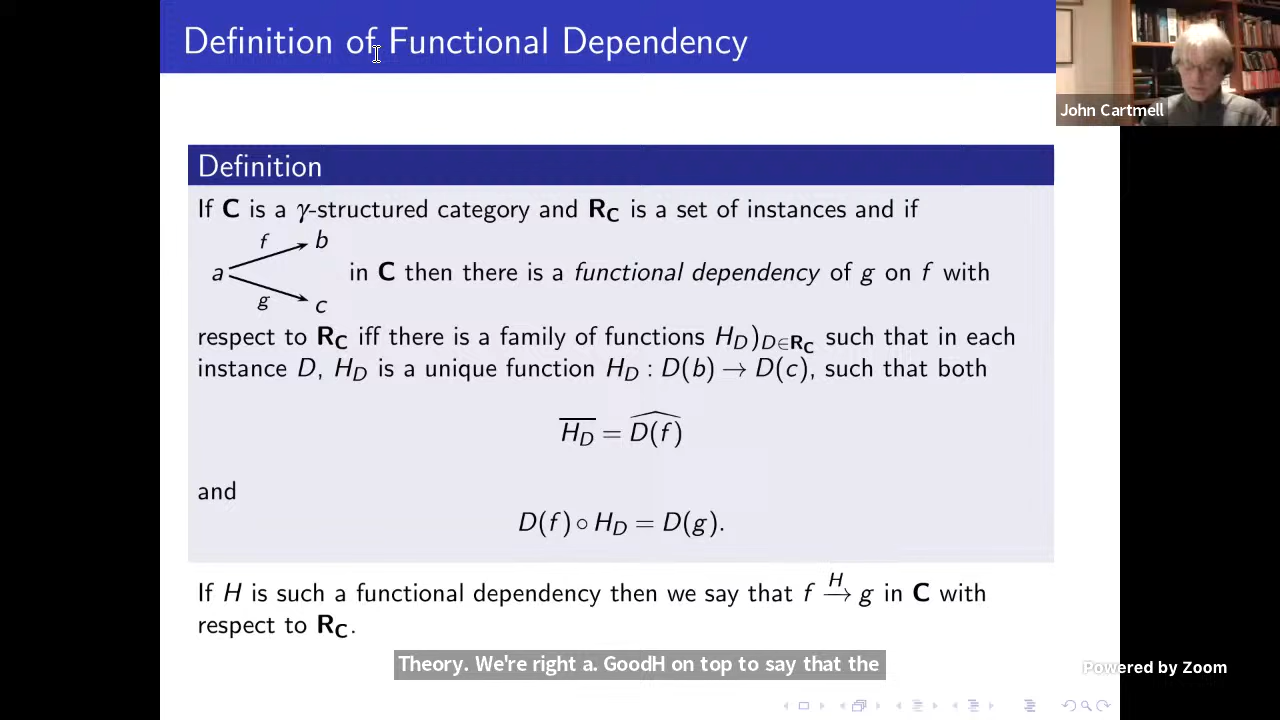 Definition of Functional Dependency
John Cartmell
Definition
If C is a γ-structured category and R_C is a set of instances and if
f b
a in C then there is a functional dependency of g on f with
g c
respect to R_C iff there is a family of functions H_D)_{D∈R_C} such that in each
instance D, H_D is a unique function H_D : D(b) → D(c), such that both
\overline{H_D} = \widehat{D(f)}
and
D(f) ∘ H_D = D(g).
If H is such a functional dependency then we say that f \xrightarrow{H} g in C with
respect to R_C.
Theory. We're right a. GoodH on top to say that the
Powered by Zoom